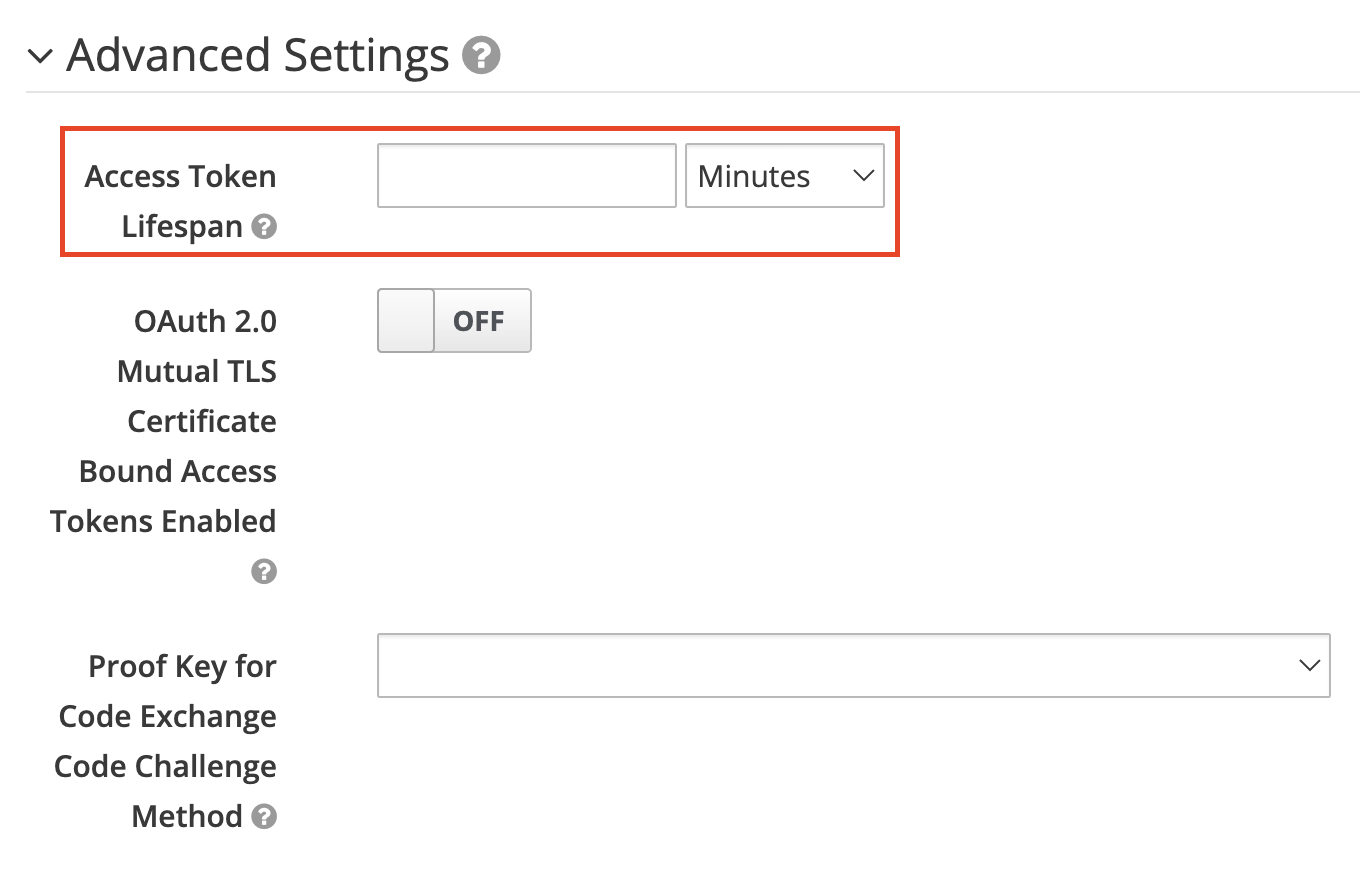 Advanced Settings ?
Access Token
Lifespan ?
Minutes
OAuth 2.0
Mutual TLS
Certificate
Bound Access
Tokens Enabled
?
OFF
Proof Key for
Code Exchange
Code Challenge
Method ?